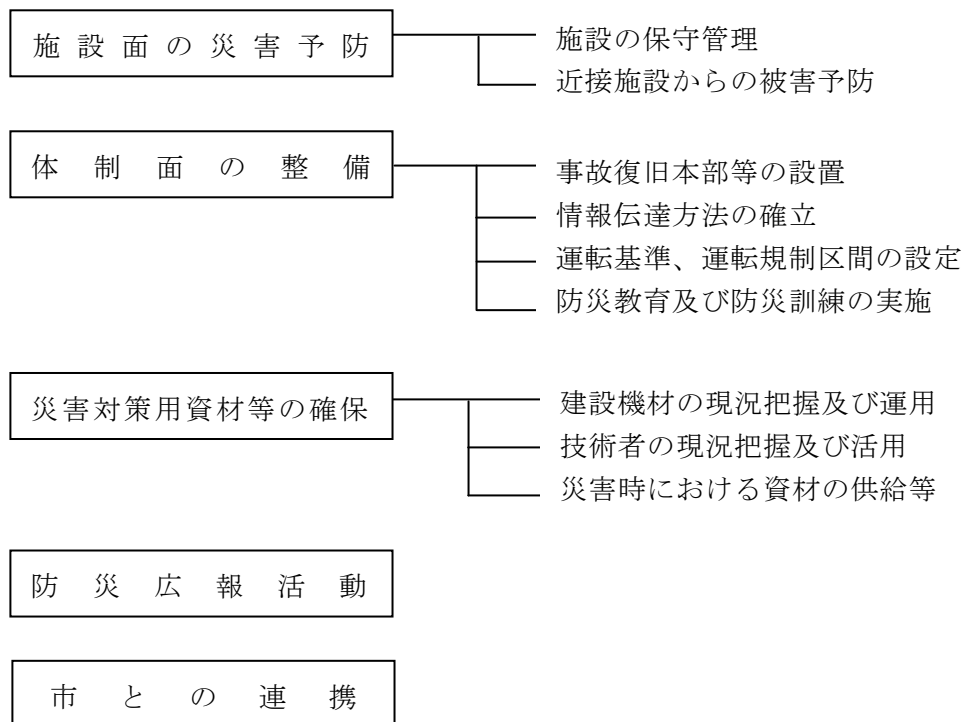 施設面の災害予防
施設の保守管理
近接施設からの被害予防
体制面の整備
事故復旧本部等の設置
情報伝達方法の確立
運転基準、運転規制区間の設定
防災教育及び防災訓練の実施
災害対策用資材等の確保
建設機材の現況把握及び運用
技術者の現況把握及び活用
災害時における資材の供給等
防災広報活動
市との連携